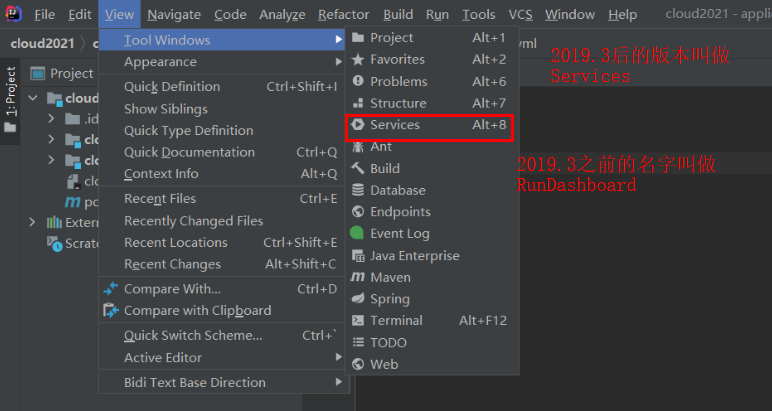 File Edit View Navigate Code Analyze Refactor Build Run Tools VCS Window Help cloud2021 - applic
cloud2021 yml
1: Project
Project
cloud
.id
clo
clo
clo
po
Extern
Scratc
Tool Windows
Appearance
Quick Definition Ctrl+Shift+I
Show Siblings
Quick Type Definition
Quick Documentation Ctrl+Q
Context Info Alt+Q
Recent Files Ctrl+E
Recently Changed Files
Recent Locations Ctrl+Shift+E
Recent Changes Alt+Shift+C
Compare With... Ctrl+D
Compare with Clipboard
Quick Switch Scheme... Ctrl+`
Active Editor
Bidi Text Base Direction
Project Alt+1
Favorites Alt+2
Problems Alt+6
Structure Alt+7
Services Alt+8
Ant
Build
Database
Endpoints
Event Log
Java Enterprise
Maven
Spring
Terminal Alt+F12
TODO
Web
2019.3后的版本叫做
Services
2019.3之前的名字叫做
RunDashboard